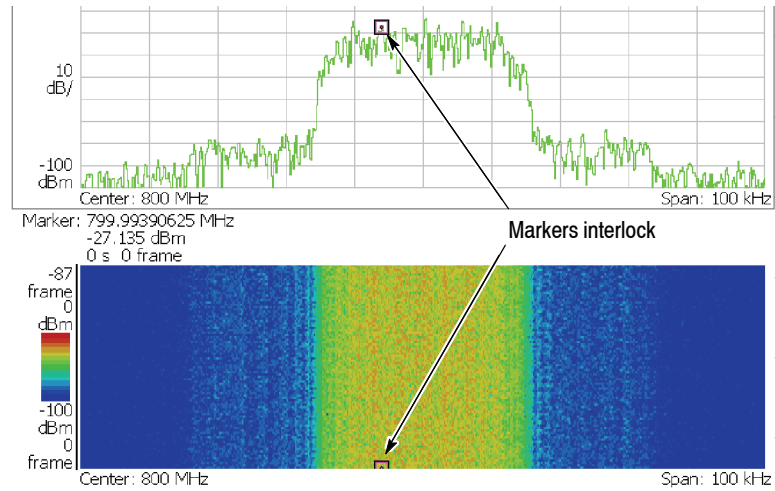 10
dB/
-100
dBm
Center: 800 MHz
Span: 100 kHz
Marker: 799.99390625 MHz
-27.135 dBm
0 s 0 frame
Markers interlock
-87
frame
0
dBm
-100
dBm
0
frame
Center: 800 MHz
Span: 100 kHz